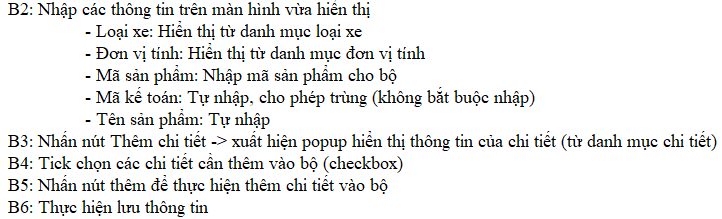 B2: Nhập các thông tin trên màn hình vừa hiển thị
- Loại xe: Hiển thị từ danh mục loại xe
- Đơn vị tính: Hiển thị từ danh mục đơn vị tính
- Mã sản phẩm: Nhập mã sản phẩm cho bộ
- Mã kế toán: Tự nhập, cho phép trùng (không bắt buộc nhập)
- Tên sản phẩm: Tự nhập
B3: Nhấn nút Thêm chi tiết -> xuất hiện popup hiển thị thông tin của chi tiết (từ danh mục chi tiết)
B4: Tick chọn các chi tiết cần thêm vào bộ (checkbox)
B5: Nhấn nút thêm để thực hiện thêm chi tiết vào bộ
B6: Thực hiện lưu thông tin